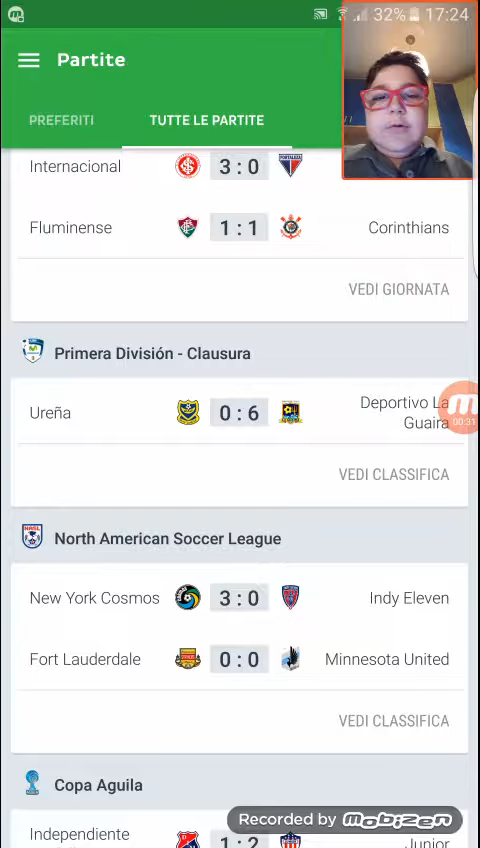 32% 17:24
Partite
PREFERITI TUTTE LE PARTITE
Internacional 3 : 0 FORTALEZA
Fluminense 1 : 1 Corinthians
VEDI GIORNATA
Primera División - Clausura
Ureña 0 : 6 Deportivo La Guaira
00:31
VEDI CLASSIFICA
NASL
North American Soccer League
New York Cosmos 3 : 0 Indy Eleven
Fort Lauderdale 0 : 0 Minnesota United
VEDI CLASSIFICA
Copa Aguila
Independiente 1 : 2 Junior
Recorded by mobizen